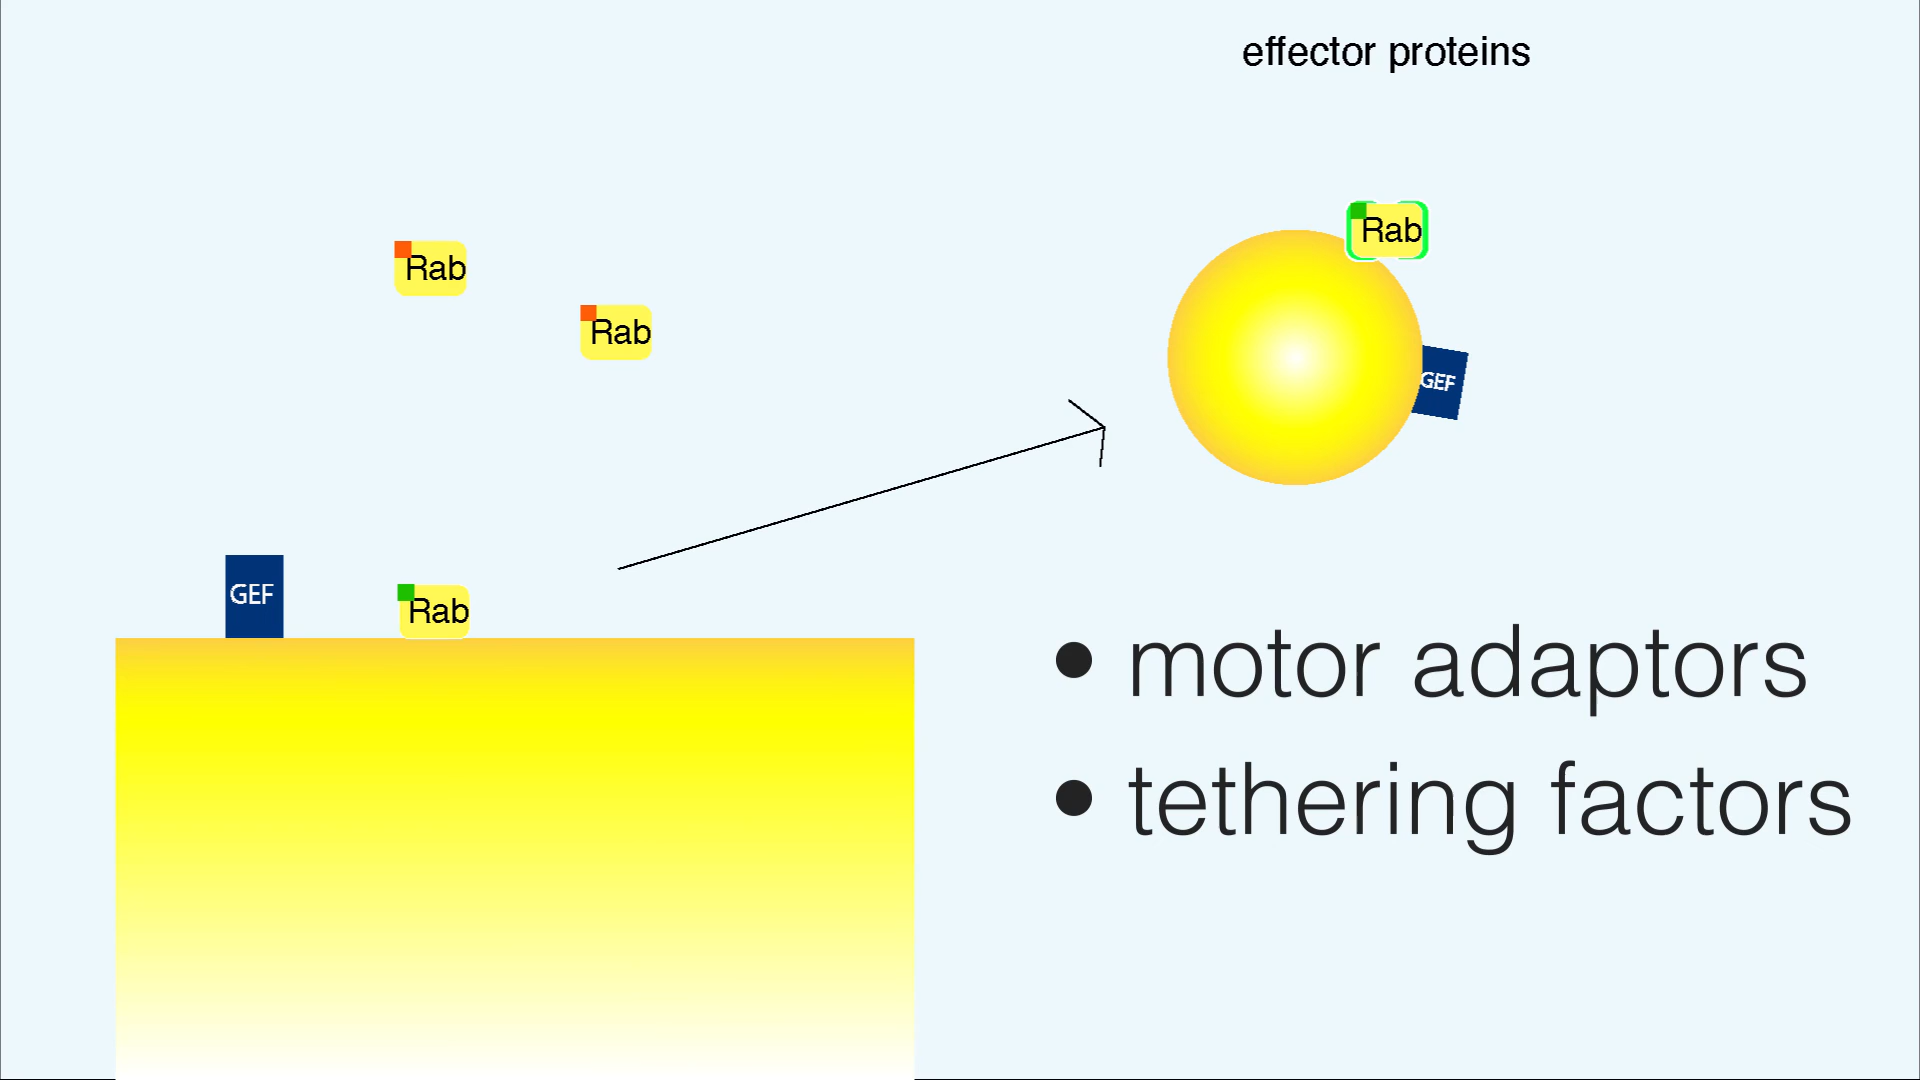 effector proteins
Rab
Rab
Rab
GEF
GEF
Rab
• motor adaptors
• tethering factors